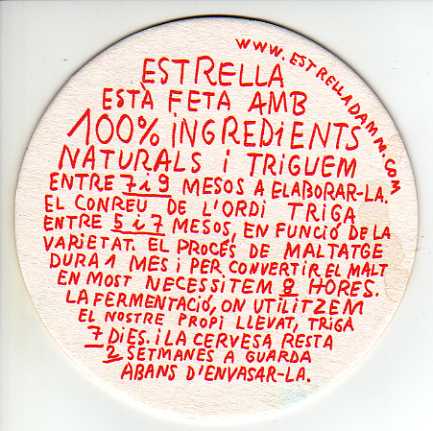 www.estrelladamm.com
ESTRELLA
ESTÀ FETA AMB
100% iNGREDiENTS
NATURALS i TRiGUEM
ENTRE 7 i 9 MESOS A ELABORAR-LA.
EL CONREU DE L'ORDi TRiGA
ENTRE 5 i 7 MESOS, EN FUNCiÓ DE LA
VARiETAT. EL PROCÉS DE MALTATGE
DURA 1 MES i PER CONVERTiR EL MALT
EN MOST NECESSiTEM 8 HORES.
LA FERMENTACiÓ, ON UTiLiTZEM
EL NOSTRE PROPi LLEVAT, TRiGA
7 DiES. i LA CERVESA RESTA
2 SETMANES A GUARDA
ABANS D'ENVASAR-LA.